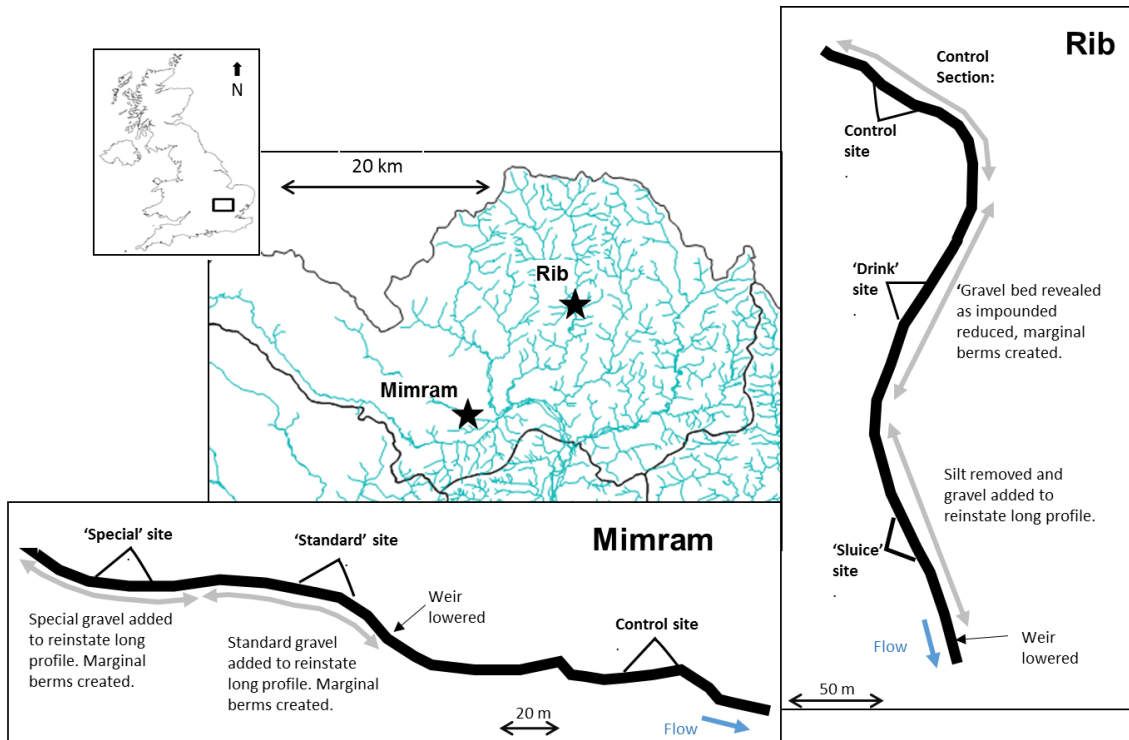 N
20 km
Rib
Mimram
Rib
Control
Section:
Control
site
.
'Drink'
site
.
'Gravel bed revealed
as impounded
reduced, marginal
berms created.
Silt removed and
gravel added to
reinstate long profile.
'Sluice'
site
.
Flow
Weir
lowered
50 m
Mimram
'Special' site
.
'Standard' site
.
Weir
lowered
Control site
.
Special gravel added
to reinstate long
profile. Marginal
berms created.
Standard gravel
added to reinstate
long profile. Marginal
berms created.
20 m
Flow